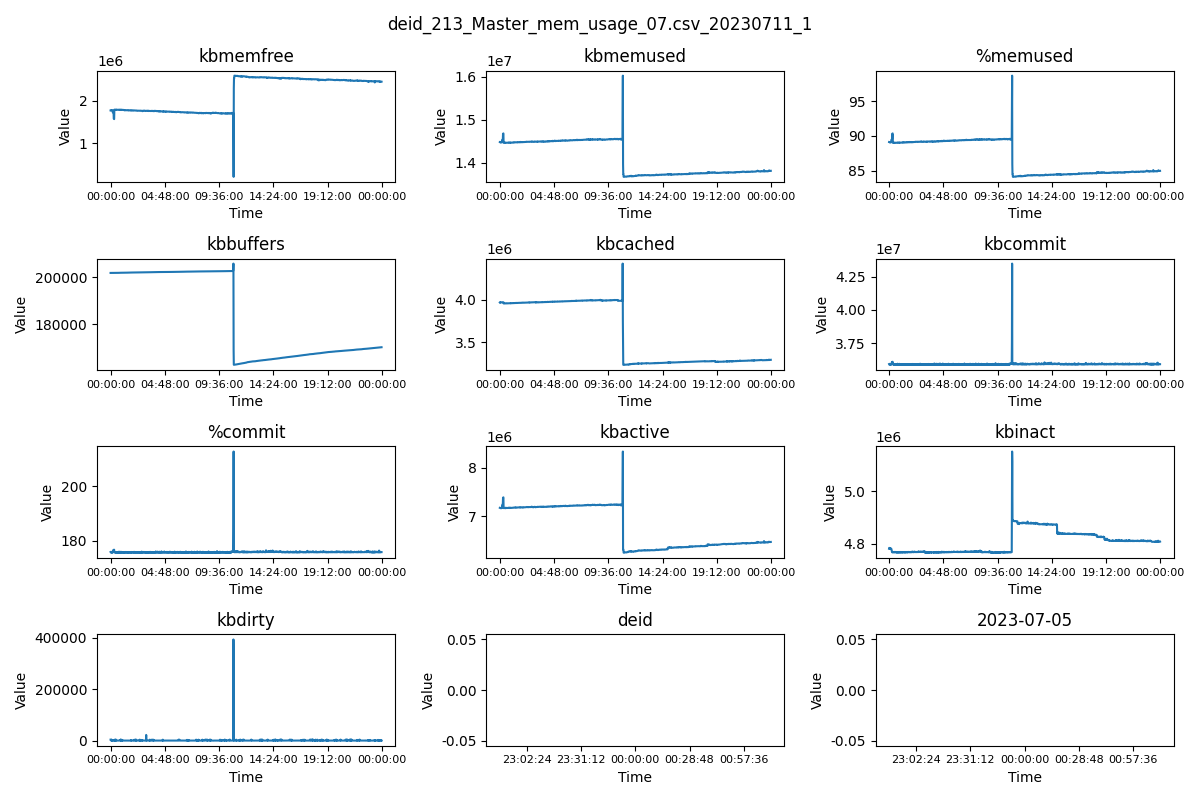 deid_213_Master_mem_usage_07.csv_20230711_1
kbmemfree
kbmemused
%memused
1e6
1e7
Value
2
1
Value
1.6
1.5
1.4
Value
95
90
85
00:00:00 04:48:00 09:36:00 14:24:00 19:12:00 00:00:00
00:00:00 04:48:00 09:36:00 14:24:00 19:12:00 00:00:00
00:00:00 04:48:00 09:36:00 14:24:00 19:12:00 00:00:00
Time
Time
Time
kbbuffers
kbcached
kbcommit
1e6
1e7
Value
200000
180000
Value
4.0
3.5
Value
4.25
4.00
3.75
00:00:00 04:48:00 09:36:00 14:24:00 19:12:00 00:00:00
00:00:00 04:48:00 09:36:00 14:24:00 19:12:00 00:00:00
00:00:00 04:48:00 09:36:00 14:24:00 19:12:00 00:00:00
Time
Time
Time
%commit
kbactive
kbinact
1e6
1e6
Value
200
180
Value
8
7
Value
5.0
4.8
00:00:00 04:48:00 09:36:00 14:24:00 19:12:00 00:00:00
00:00:00 04:48:00 09:36:00 14:24:00 19:12:00 00:00:00
00:00:00 04:48:00 09:36:00 14:24:00 19:12:00 00:00:00
Time
Time
Time
kbdirty
deid
2023-07-05
Value
400000
200000
0
Value
0.05
0.00
-0.05
Value
0.05
0.00
-0.05
00:00:00 04:48:00 09:36:00 14:24:00 19:12:00 00:00:00
23:02:24 23:31:12 00:00:00 00:28:48 00:57:36
23:02:24 23:31:12 00:00:00 00:28:48 00:57:36
Time
Time
Time